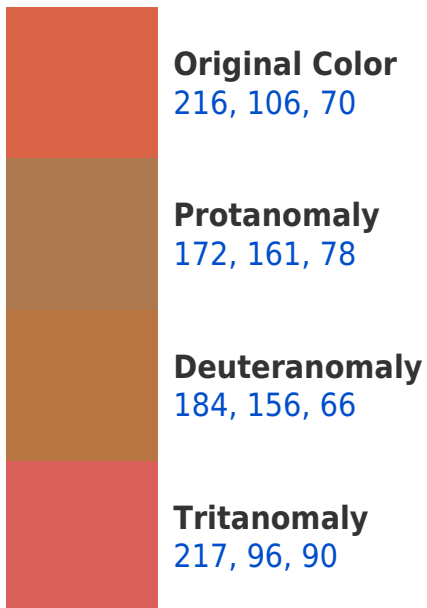 Original Color
216, 106, 70
Protanomaly
172, 161, 78
Deuteranomaly
184, 156, 66
Tritanomaly
217, 96, 90